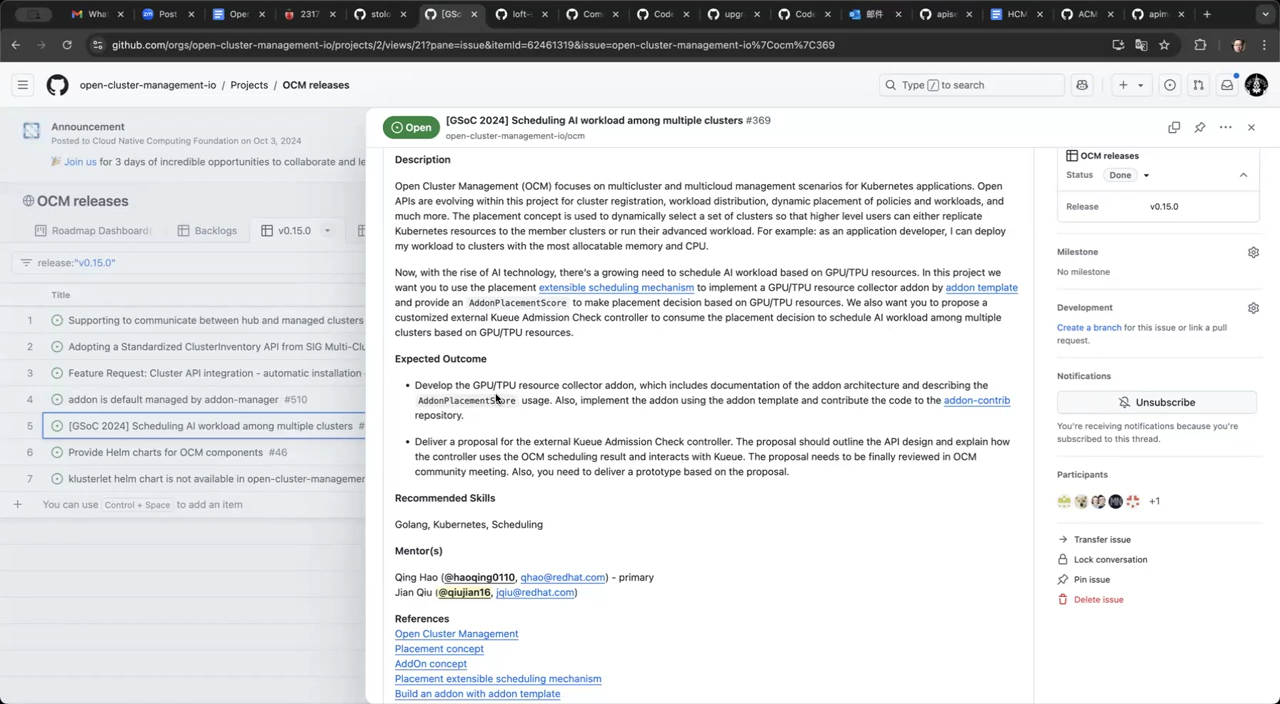 Wha
Post
Oper
2317
stolo
[GSo
loft-
Com
Code
upgr
Code
邮件
apise
HCM
ACM
apim
github.com/orgs/open-cluster-management-io/projects/2/views/21?pane=issue&itemId=62461319&issue=open-cluster-management-io%7Cocm%7C369
open-cluster-management-io / Projects / OCM releases
Type / to search
Announcement
Posted to Cloud Native Computing Foundation on Oct 3, 2024
🎉 Join us for 3 days of incredible opportunities to collaborate and le
OCM releases
Roadmap Dashboard
Backlogs
v0.15.0
release:"v0.15.0"
Title
1 Supporting to communicate between hub and managed clusters
2 Adopting a Standardized ClusterInventory API from SIG Multi-Clu
3 Feature Request: Cluster API integration - automatic installation
4 addon is default managed by addon-manager #510
5 [GSoC 2024] Scheduling AI workload among multiple clusters #
6 Provide Helm charts for OCM components #46
7 klusterlet helm chart is not available in open-cluster-managemer
+ You can use Control + Space to add an item
Open
[GSoC 2024] Scheduling AI workload among multiple clusters #369
open-cluster-management-io/ocm
Description
Open Cluster Management (OCM) focuses on multicluster and multicloud management scenarios for Kubernetes applications. Open
APIs are evolving within this project for cluster registration, workload distribution, dynamic placement of policies and workloads, and
much more. The placement concept is used to dynamically select a set of clusters so that higher level users can either replicate
Kubernetes resources to the member clusters or run their advanced workload. For example: as an application developer, I can deploy
my workload to clusters with the most allocatable memory and CPU.
Now, with the rise of AI technology, there's a growing need to schedule AI workload based on GPU/TPU resources. In this project we
want you to use the placement extensible scheduling mechanism to implement a GPU/TPU resource collector addon by addon template
and provide an AddonPlacementScore to make placement decision based on GPU/TPU resources. We also want you to propose a
customized external Kueue Admission Check controller to consume the placement decision to schedule AI workload among multiple
clusters based on GPU/TPU resources.
Expected Outcome
• Develop the GPU/TPU resource collector addon, which includes documentation of the addon architecture and describing the
AddonPlacementScore usage. Also, implement the addon using the addon template and contribute the code to the addon-contrib
repository.
• Deliver a proposal for the external Kueue Admission Check controller. The proposal should outline the API design and explain how
the controller uses the OCM scheduling result and interacts with Kueue. The proposal needs to be finally reviewed in OCM
community meeting. Also, you need to deliver a prototype based on the proposal.
Recommended Skills
Golang, Kubernetes, Scheduling
Mentor(s)
Qing Hao (@haoqing0110, qhao@redhat.com) - primary
Jian Qiu (@qiujian16, jqiu@redhat.com)
References
Open Cluster Management
Placement concept
AddOn concept
Placement extensible scheduling mechanism
Build an addon with addon template
OCM releases
Status Done
Release v0.15.0
Milestone
No milestone
Development
Create a branch for this issue or link a pull
request.
Notifications
Unsubscribe
You're receiving notifications because you're
subscribed to this thread.
Participants
+1
Transfer issue
Lock conversation
Pin issue
Delete issue